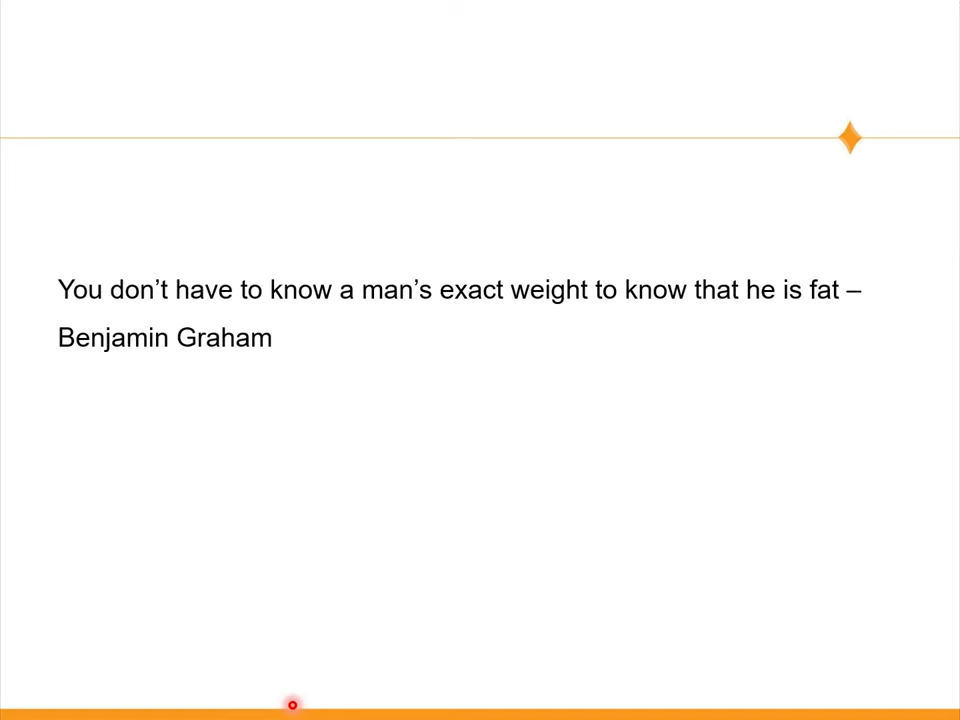 You don’t have to know a man’s exact weight to know that he is fat –
Benjamin Graham